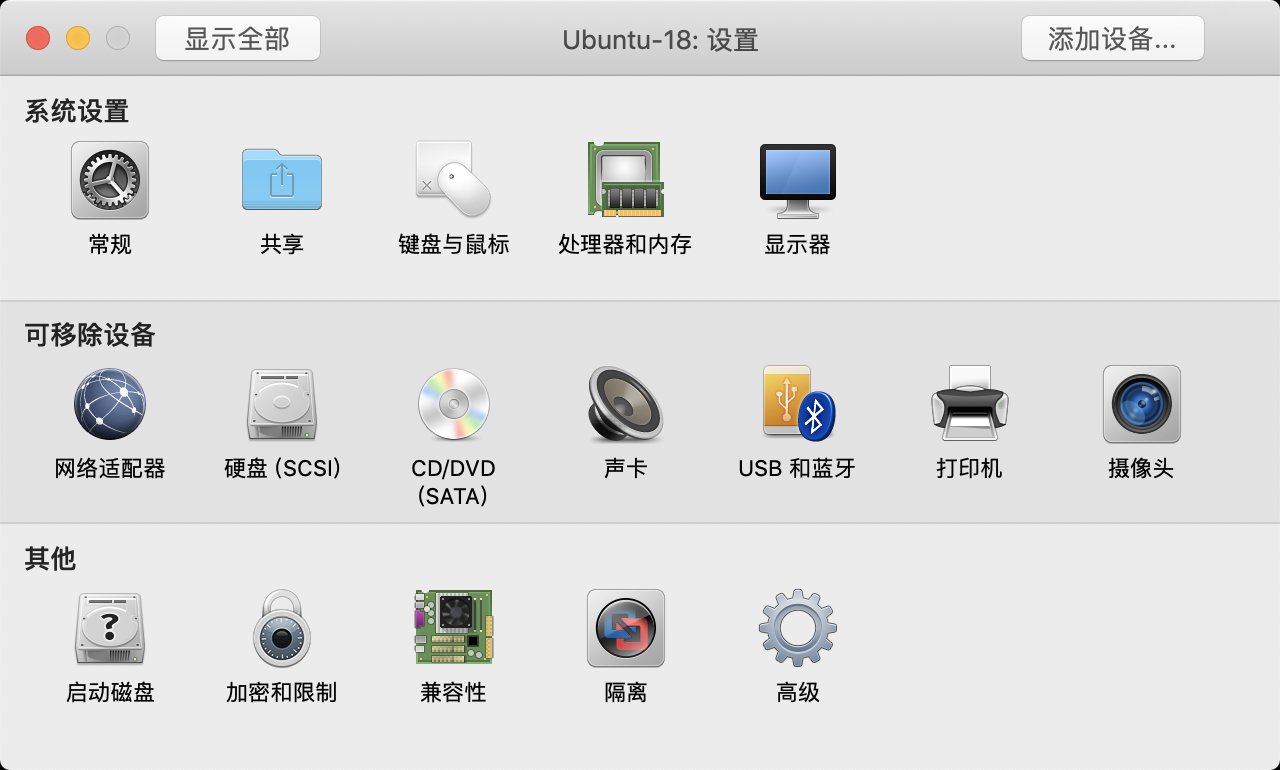 显示全部
Ubuntu-18: 设置
添加设备...
系统设置
常规
共享
键盘与鼠标
处理器和内存
显示器
可移除设备
网络适配器
硬盘 (SCSI)
CD/DVD
(SATA)
声卡
USB 和蓝牙
打印机
摄像头
其他
?
启动磁盘
加密和限制
兼容性
隔离
高级